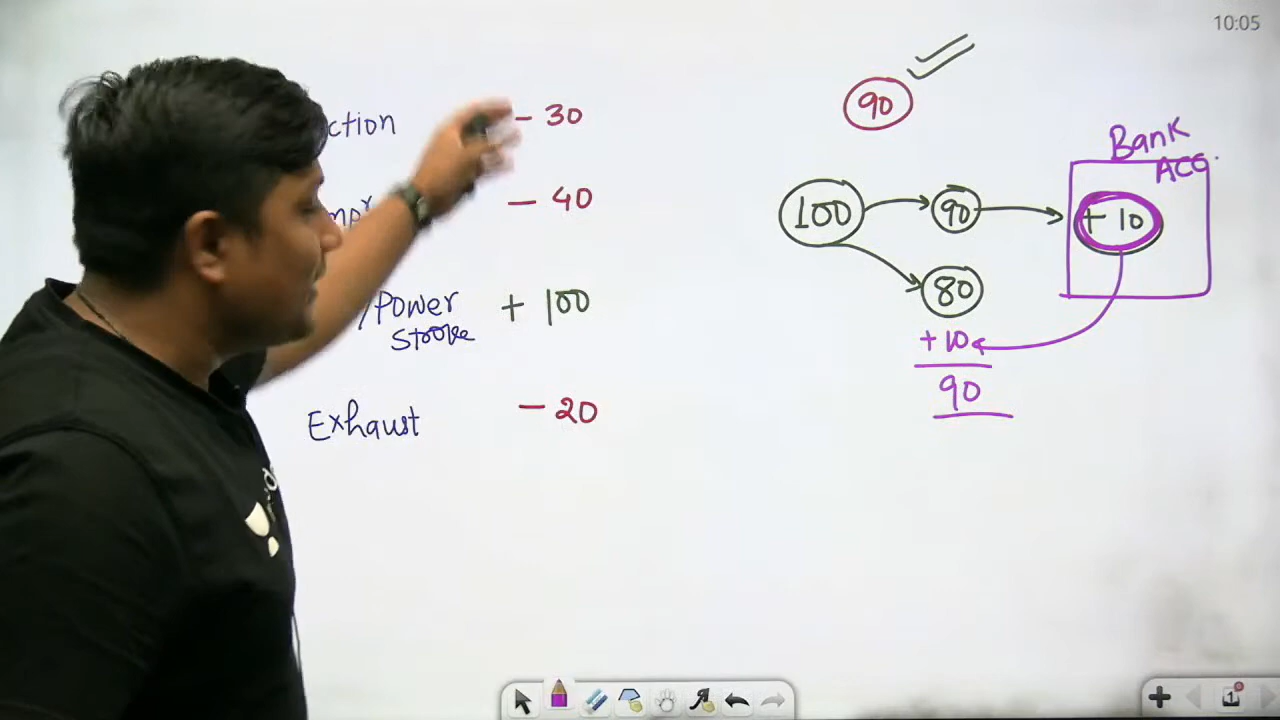 10:05
ction - 30
- 40
/Power + 100
Stroke
Exhaust - 20
90
Bank
ACC.
100 90 + 10
80
+10
90
1